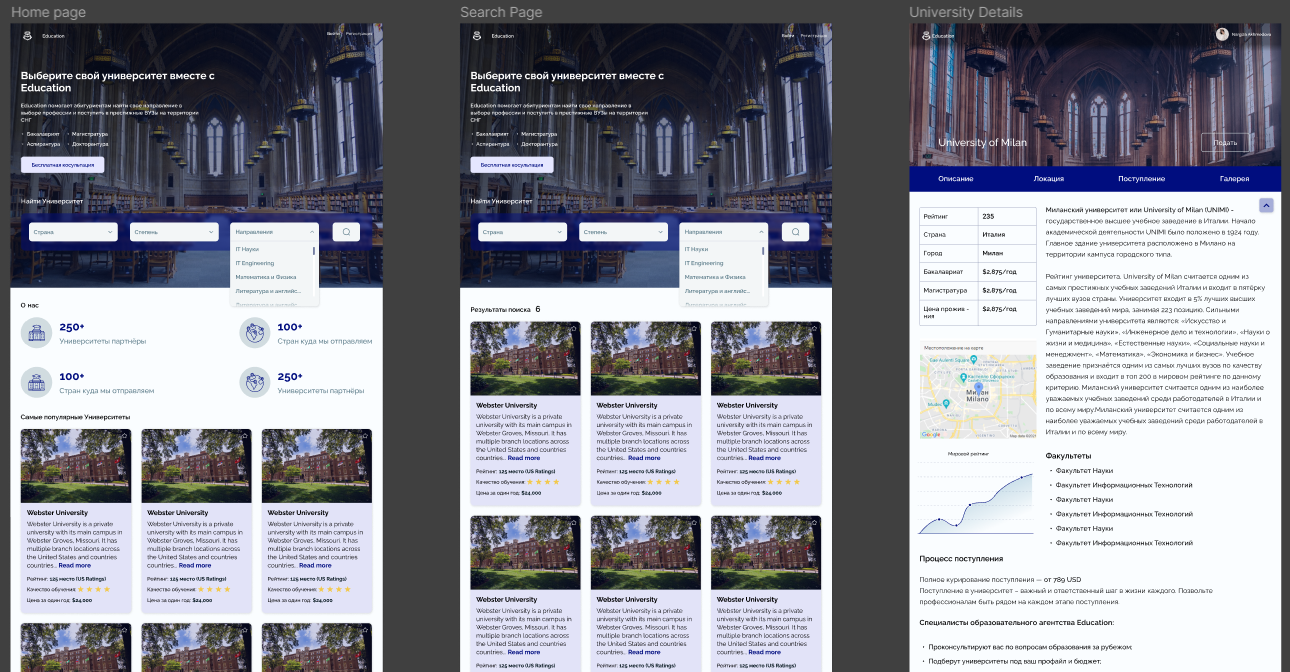 Home page
Education
Войти
Регистрация
Выберите свой университет вместе с
Education
Education помогает абитуриентам найти свое направление в
выборе профессии и поступить в престижные ВУЗы на территории
СНГ
Бакалавриат
Магистратура
Аспирантура
Докторантура
Бесплатная косультация
Найти Университет
Страна
Степень
Направления
IT Науки
IT Engineering
Математика и Физика
Литература и английс...
Литература и английс...
О нас
250+
Университеты партнёры
100+
Стран куда мы отправляем
100+
Стран куда мы отправляем
250+
Университеты партнёры
Самые популярные Университеты
Webster University
Webster University is a private
university with its main campus in
Webster Groves, Missouri. It has
multiple branch locations across
the United States and countries
countries... Read more
Рейтинг: 125 место (US Ratings)
Качество обучения:
Цена за один год: $24,000
Webster University
Webster University is a private
university with its main campus in
Webster Groves, Missouri. It has
multiple branch locations across
the United States and countries
countries... Read more
Рейтинг: 125 место (US Ratings)
Качество обучения:
Цена за один год: $24,000
Webster University
Webster University is a private
university with its main campus in
Webster Groves, Missouri. It has
multiple branch locations across
the United States and countries
countries... Read more
Рейтинг: 125 место (US Ratings)
Качество обучения:
Цена за один год: $24,000
Search Page
Education
Войти
Регистрация
Выберите свой университет вместе с
Education
Education помогает абитуриентам найти свое направление в
выборе профессии и поступить в престижные ВУЗы на территории
СНГ
Бакалавриат
Магистратура
Аспирантура
Докторантура
Бесплатная косультация
Найти Университет
Страна
Степень
Направления
IT Науки
IT Engineering
Математика и Физика
Литература и английс...
Литература и английс...
Результаты поиска 6
Webster University
Webster University is a private
university with its main campus in
Webster Groves, Missouri. It has
multiple branch locations across
the United States and countries
countries... Read more
Рейтинг: 125 место (US Ratings)
Качество обучения:
Цена за один год: $24,000
Webster University
Webster University is a private
university with its main campus in
Webster Groves, Missouri. It has
multiple branch locations across
the United States and countries
countries... Read more
Рейтинг: 125 место (US Ratings)
Качество обучения:
Цена за один год: $24,000
Webster University
Webster University is a private
university with its main campus in
Webster Groves, Missouri. It has
multiple branch locations across
the United States and countries
countries... Read more
Рейтинг: 125 место (US Ratings)
Качество обучения:
Цена за один год: $24,000
Webster University
Webster University is a private
university with its main campus in
Webster Groves, Missouri. It has
multiple branch locations across
the United States and countries
countries... Read more
Рейтинг: 125 место (US Ratings)
Webster University
Webster University is a private
university with its main campus in
Webster Groves, Missouri. It has
multiple branch locations across
the United States and countries
countries... Read more
Рейтинг: 125 место (US Ratings)
Webster University
Webster University is a private
university with its main campus in
Webster Groves, Missouri. It has
multiple branch locations across
the United States and countries
countries... Read more
Рейтинг: 125 место (US Ratings)
University Details
Education
University of Milan
Подать
Описание
Локация
Поступление
Галерея
Рейтинг 235
Страна Италия
Город Милан
Бакалавриат $2,875/год
Магистратура $2,875/год
Цена прожив - $2,875/год
ния
Местоположение на карте
Милан
Milano
Google
Мировой рейтинг
Миланский университет или University of Milan (UNIMI) -
государственное высшее учебное заведение в Италии. Начало
академической деятельности UNIMI было положено в 1924 году.
Главное здание университета расположено в Милано на
территории кампуса городского типа.
Рейтинг университета. University of Milan считается одним из
самых престижных учебных заведений Италии и входит в пятёрку
лучших вузов страны. Университет входит в 5% лучших высших
учебных заведений мира, занимая 223 позицию. Сильными
направлениями университета являются: «Искусство и
Гуманитарные науки», «Инженерное дело и технологии», «Науки о
жизни и медицина», «Естественные науки», «Социальные науки и
менеджмент», «Математика», «Экономика и бизнес». Учебное
заведение признаётся одним из самых лучших вузов по качеству
образования и входит в топ 200 в мировом рейтинге по данному
критерию. Миланский университет считается одним из наиболее
уважаемых учебных заведений среди работодателей в Италии и
по всему миру.Миланский университет считается одним из
наиболее уважаемых учебных заведений среди работодателей в
Италии и по всему миру.
Факультеты
Факультет Науки
Факультет Информационных Технологий
Факультет Науки
Факультет Информационных Технологий
Факультет Науки
Факультет Информационных Технологий
Процесс поступления
Полное курирование поступления — от 789 USD
Поступление в университет – важный и ответственный шаг в жизни каждого. Позвольте
профессионалам быть рядом на каждом этапе поступления.
Специалисты образовательного агентства Education:
Проконсультируют вас по вопросам образования за рубежом;
Подберут университеты под ваш профайл и бюджет;